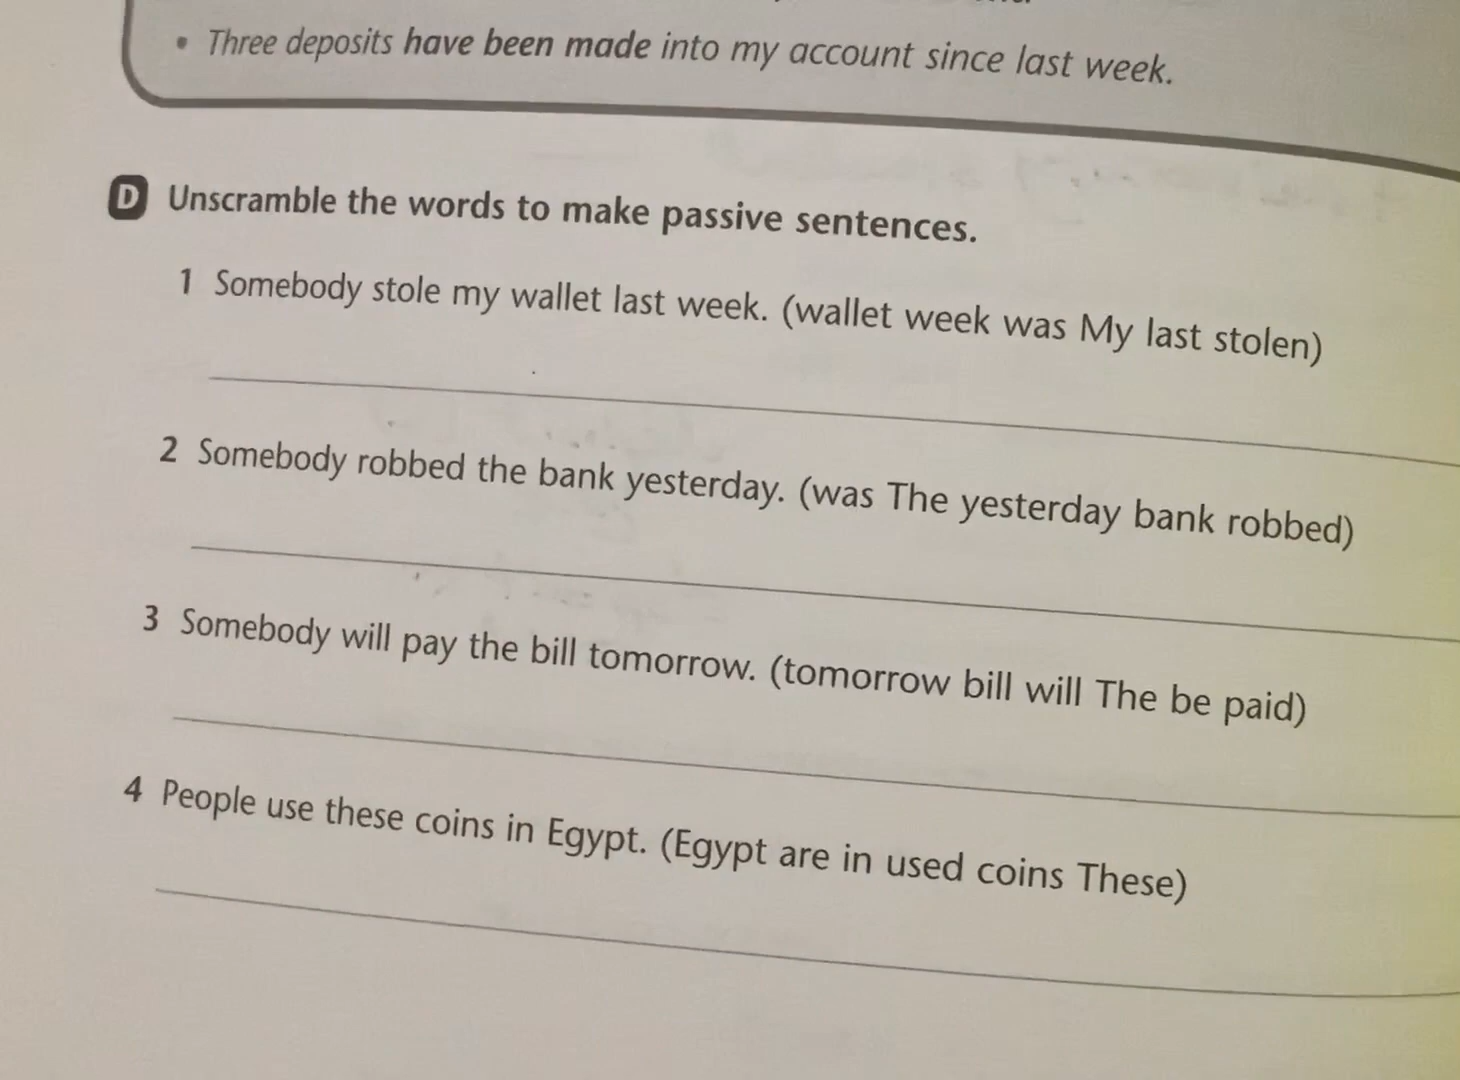 • Three deposits have been made into my account since last week.
D Unscramble the words to make passive sentences.
1 Somebody stole my wallet last week. (wallet week was My last stolen)
2 Somebody robbed the bank yesterday. (was The yesterday bank robbed)
3 Somebody will pay the bill tomorrow. (tomorrow bill will The be paid)
4 People use these coins in Egypt. (Egypt are in used coins These)